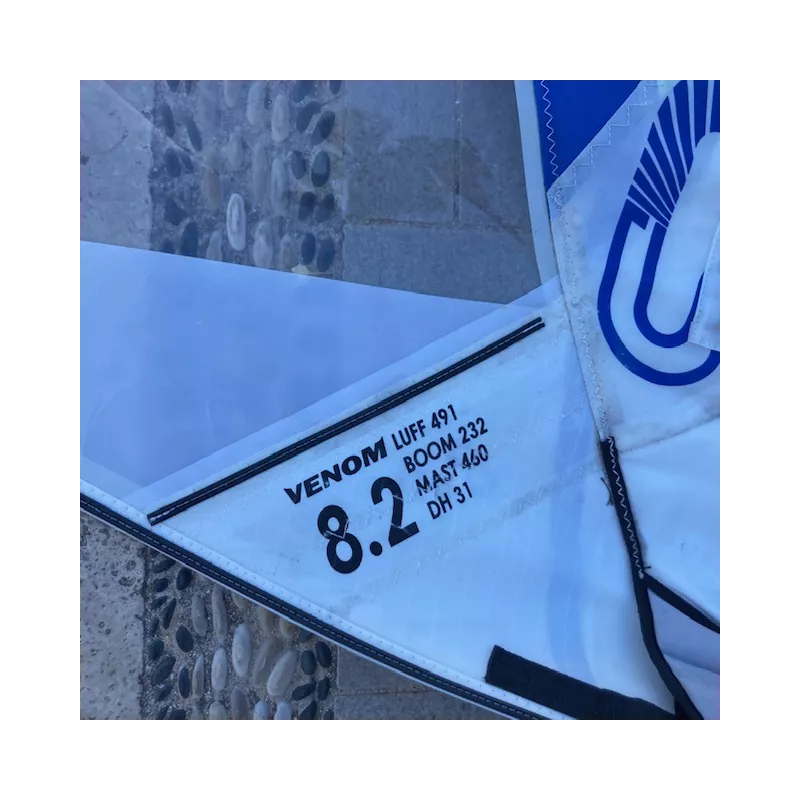 VENOM LUFF 491
BOOM 232
8.2 MAST 460
DH 31